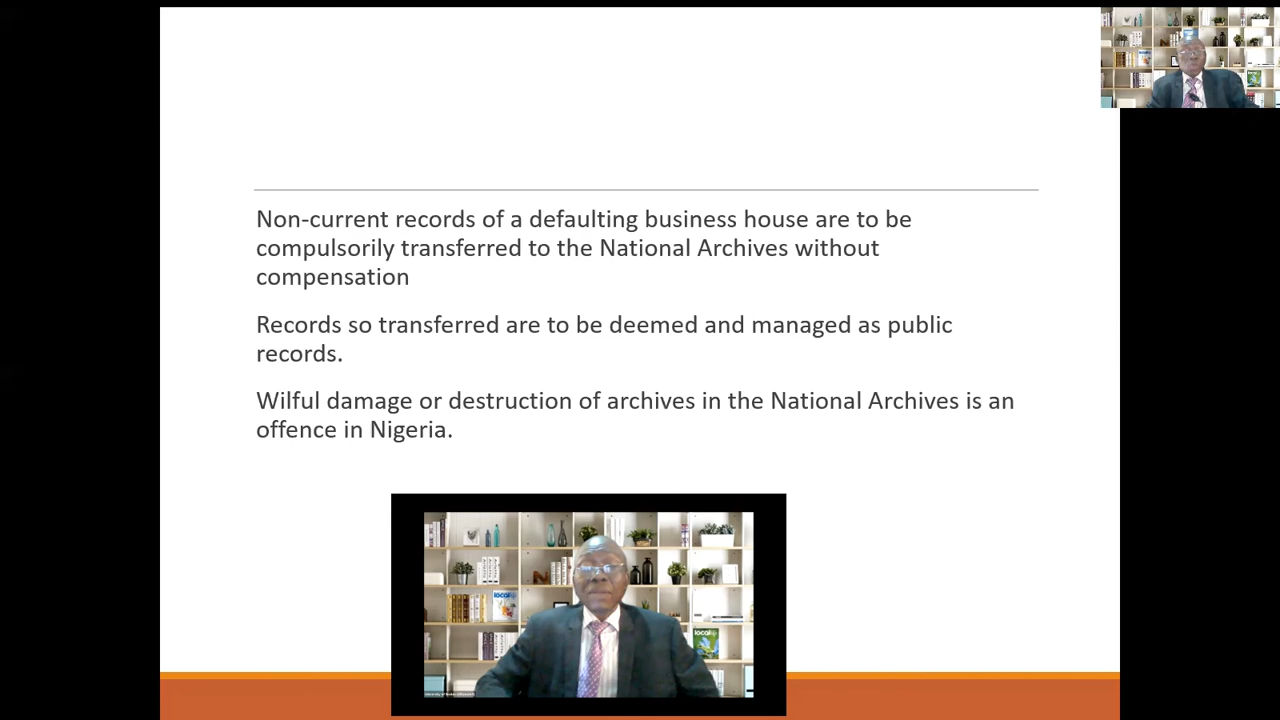 Non-current records of a defaulting business house are to be
compulsorily transferred to the National Archives without
compensation
Records so transferred are to be deemed and managed as public
records.
Wilful damage or destruction of archives in the National Archives is an
offence in Nigeria.
local
local